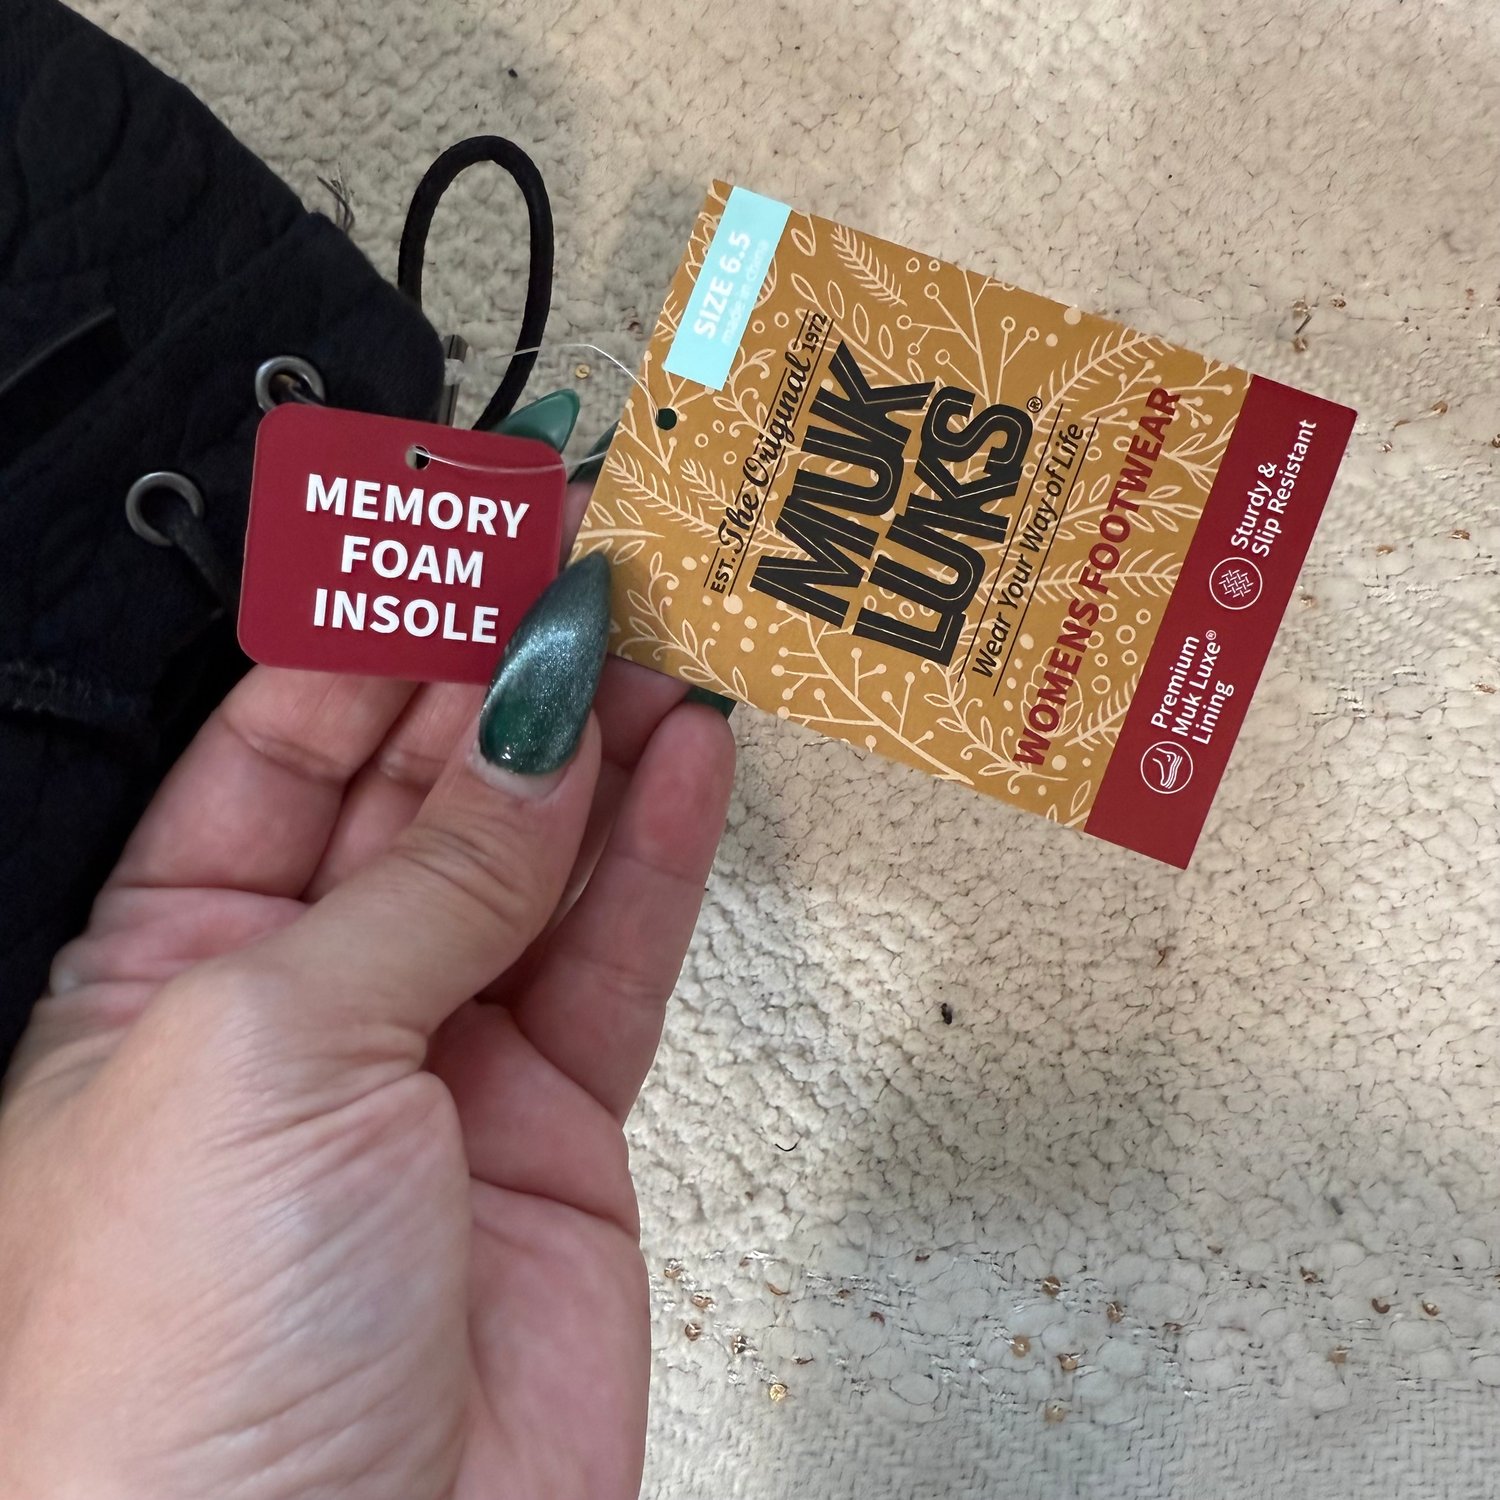 MEMORY
FOAM
INSOLE
SIZE 6.5
made in china
EST. The Original 1972
MUK
LUKS®
Wear Your Way of Life
WOMENS FOOTWEAR
Premium
Muk Luxe®
Lining
Sturdy &
Slip Resistant